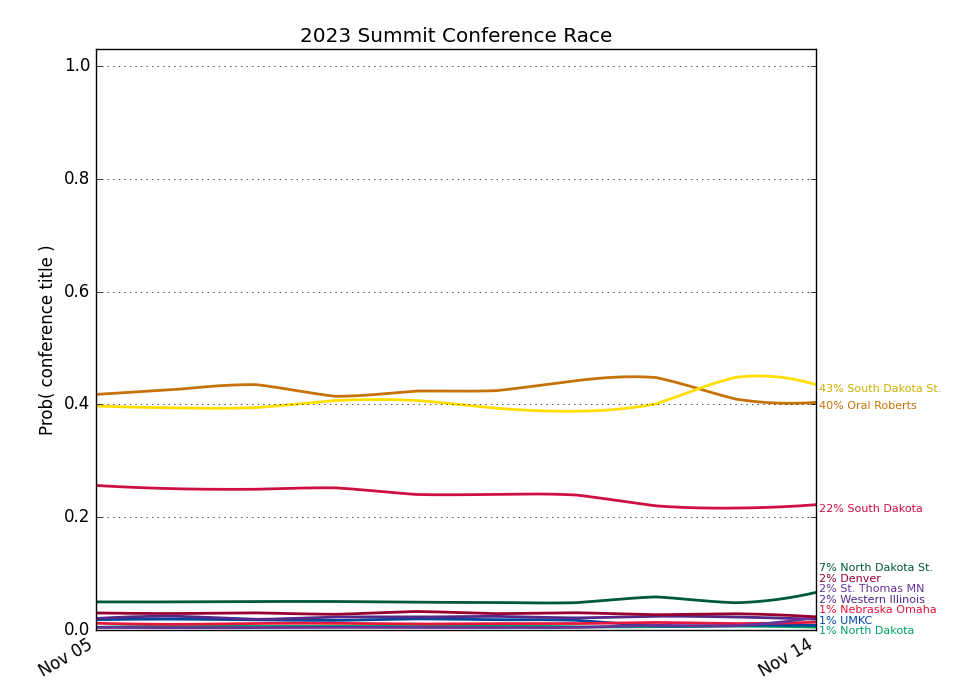 2023 Summit Conference Race
Prob( conference title )
1.0
0.8
0.6
0.4
0.2
0.0
Nov 05
Nov 14
43% South Dakota St.
40% Oral Roberts
22% South Dakota
7% North Dakota St.
2% Denver
2% St. Thomas MN
2% Western Illinois
1% Nebraska Omaha
1% UMKC
1% North Dakota